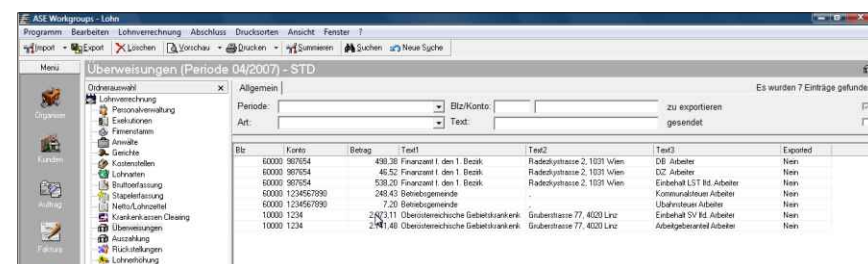 ASE Workgroups - Lohn
Programm Bearbeiten Lohnverrechnung Abschluss Drucksorten Ansicht Fenster ?
Import Export Löschen Vorschau Drucken Summieren Suchen Neue Suche
Menü Überweisungen (Periode 04/2007) - STD
Ordnerauswahl x Allgemein Es wurden 7 Einträge gefunde
Lohnverrechnung
Personalverwaltung Periode: Blz/Konto: zu exportieren
Exekutionen Art: Text: gesendet
Organizer
Firmenstamm
Anwälte
Gerichte
Kunden
Kostenstellen
Lohnarten
Bruttoerfassung
Stapelerfassung
Auftrag
Netto/Lohnzettel
Krankenkassen Clearing
Überweisungen
Auszahlung
Faktura
Rückstellungen
Lohnerhöhung
Blz Konto Betrag Text1 Text2 Text3 Exported
60000 987654 498,38 Finanzamt f. den 1. Bezirk Radezkystrasse 2, 1031 Wien DB Arbeiter Nein
60000 987654 46,52 Finanzamt f. den 1. Bezirk Radezkystrasse 2, 1031 Wien DZ Arbeiter Nein
60000 987654 538,20 Finanzamt f. den 1. Bezirk Radezkystrasse 2, 1031 Wien Einbehalt LST lfd. Arbeiter Nein
60000 1234567890 248,43 Betriebsgemeinde . Kommunalsteuer Arbeiter Nein
60000 1234567890 7,20 Betriebsgemeinde . Ubahnsteuer Arbeiter Nein
10000 1234 Oberösterreichische Gebietskrankenk Gruberstrasse 77, 4020 Linz Einbehalt SV lfd. Arbeiter Nein
10000 1234 Oberösterreichische Gebietskrankenk Gruberstrasse 77, 4020 Linz Arbeitgeberanteil Arbeiter Nein